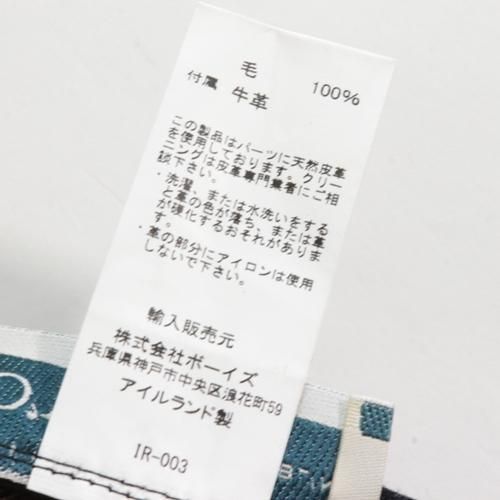 毛 100%
付属 牛革
この製品はパーツに天然皮革
を使用しております。クリー
ニングは皮革専門業者にご相
談下さい。
・洗濯、または水洗いをする
と革の色が落ち、または革
が硬化するおそれがありま
す。
・革の部分にアイロンは使用
しないで下さい。
輸入販売元
株式会社ボーイズ
兵庫県神戸市中央区浪花町59
アイルランド製
IR-003